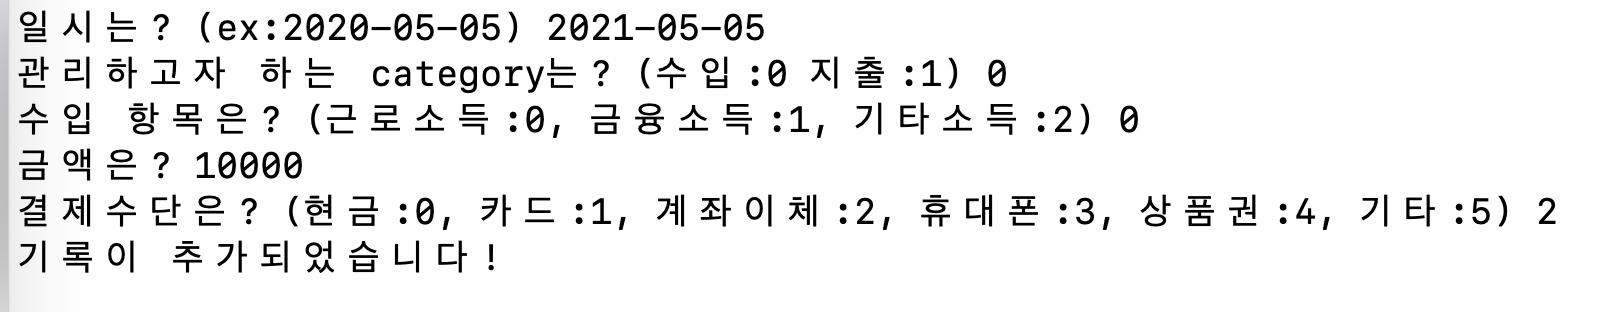 일시는? (ex:2020-05-05) 2021-05-05
관리하고자 하는 category는? (수입:0 지출:1) 0
수입 항목은? (근로소득:0, 금융소득:1, 기타소득:2) 0
금액은? 10000
결제수단은? (현금:0, 카드:1, 계좌이체:2, 휴대폰:3, 상품권:4, 기타:5) 2
기록이 추가되었습니다!